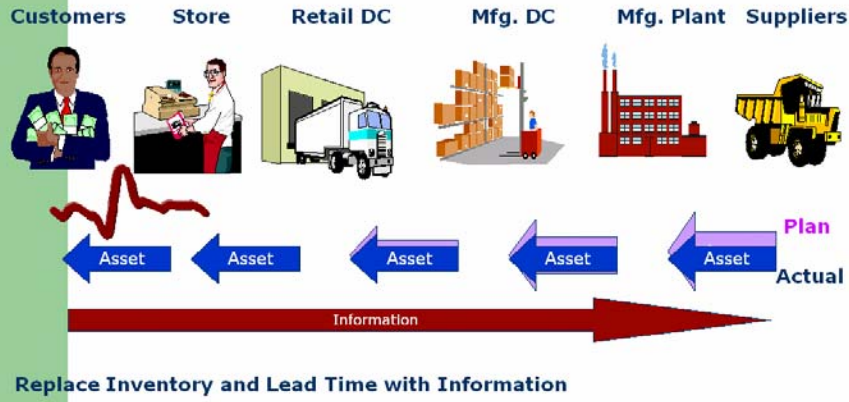 Customers Store Retail DC Mfg. DC Mfg. Plant Suppliers
Plan
Asset Asset Asset Asset Asset
Actual
Information
Replace Inventory and Lead Time with Information